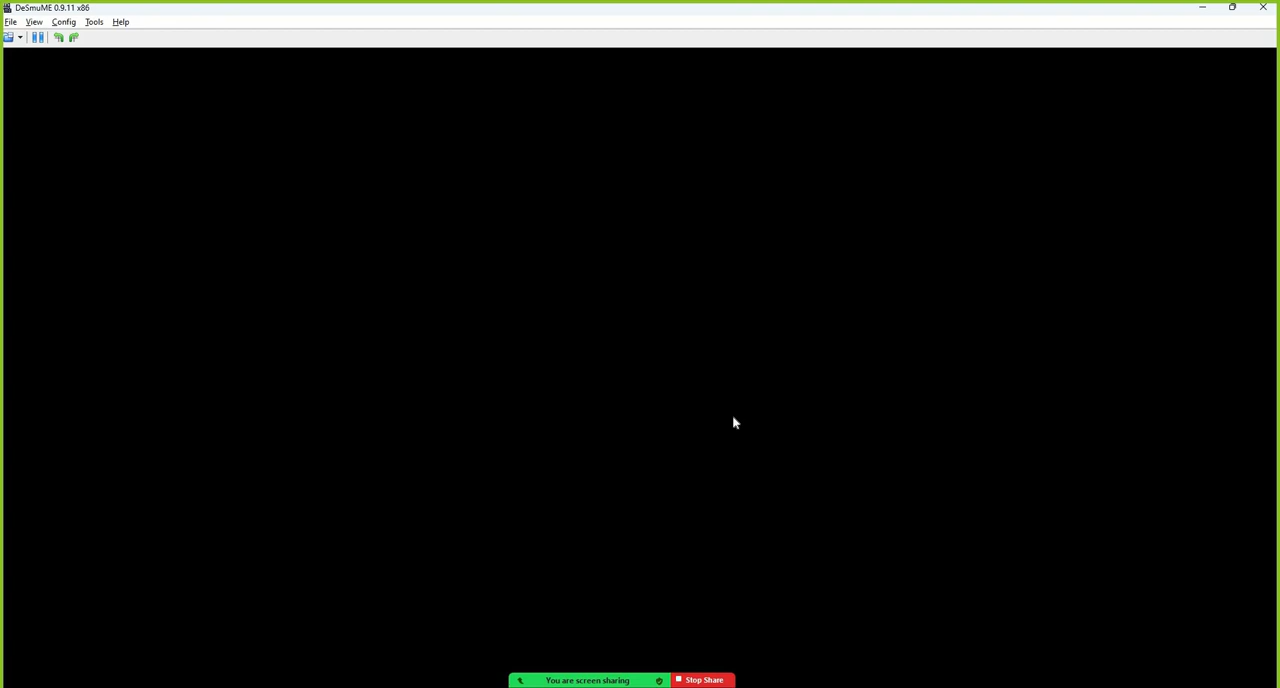 DeSmuME 0.9.11 x86
File View Config Tools Help
You are screen sharing Stop Share